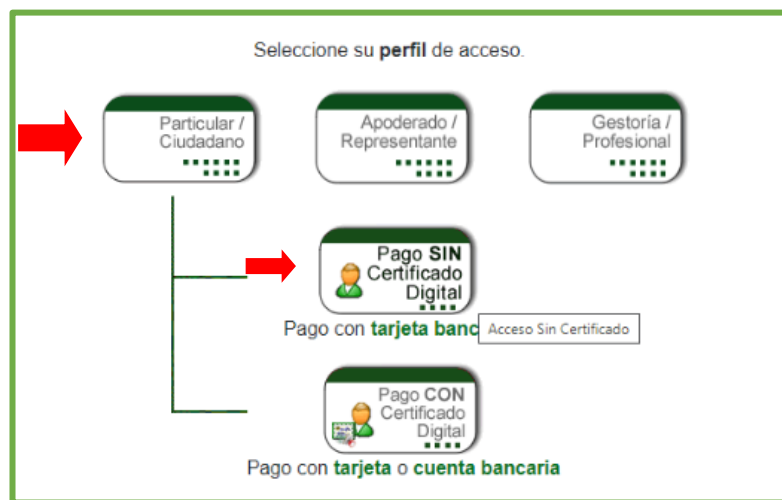 Seleccione su perfil de acceso.
Particular /
Ciudadano
Apoderado /
Representante
Gestoría /
Profesional
Pago SIN
Certificado
Digital
Pago con tarjeta banc
Acceso Sin Certificado
Pago CON
Certificado
Digital
Pago con tarjeta o cuenta bancaria